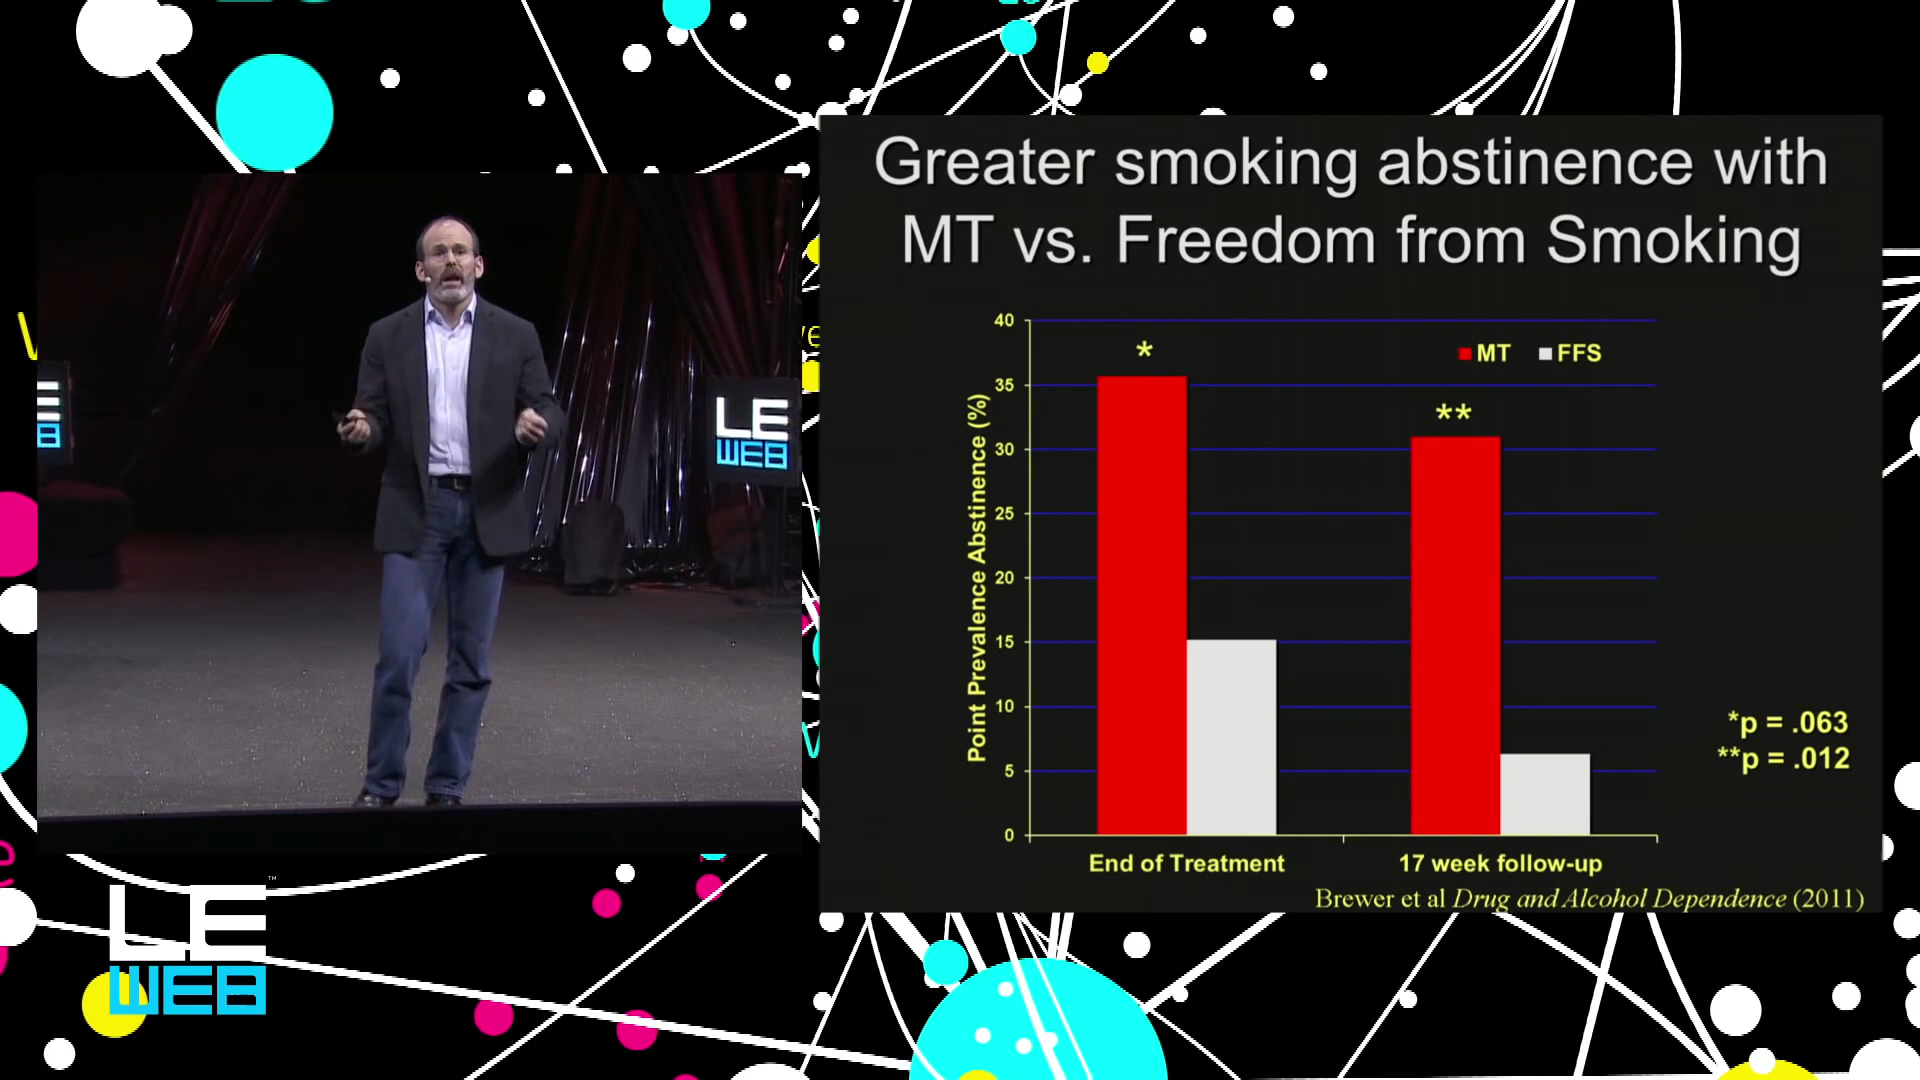 Greater smoking abstinence with
MT vs. Freedom from Smoking
40
35
30
25
20
15
10
5
0
Point Prevalence Abstinence (%)
*
**
MT
FFS
*p = .063
**p = .012
End of Treatment
17 week follow-up
Brewer et al Drug and Alcohol Dependence (2011)
LE
WEB
LE
WEB
™